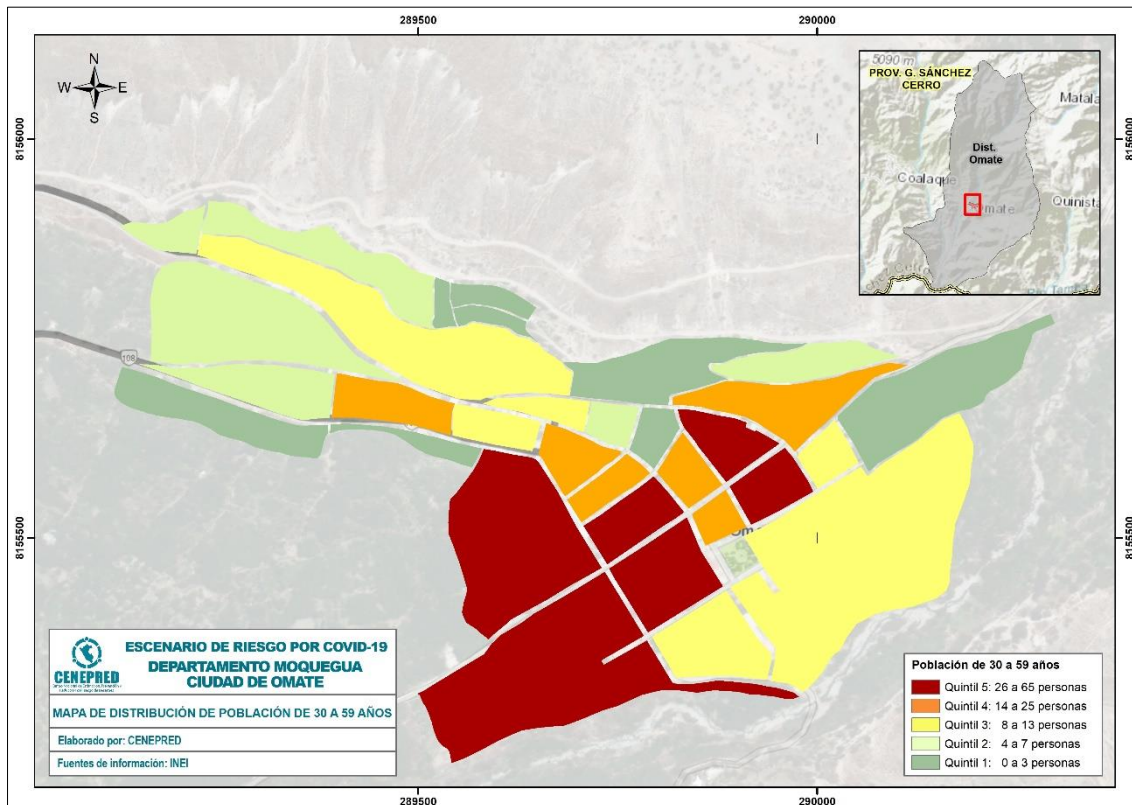 289500
290000
N
W
E
S
8156000
8156000
5090 m
PROV. G. SÁNCHEZ
CERRO
Matala
Dist.
Omate
Coalaque
Quinista
Omate
108
8155500
8155500
CENEPRED
ESCENARIO DE RIESGO POR COVID-19
DEPARTAMENTO MOQUEGUA
CIUDAD DE OMATE
MAPA DE DISTRIBUCIÓN DE POBLACIÓN DE 30 A 59 AÑOS
Elaborado por: CENEPRED
Fuentes de información: INEI
Población de 30 a 59 años
Quintil 5: 26 a 65 personas
Quintil 4: 14 a 25 personas
Quintil 3: 8 a 13 personas
Quintil 2: 4 a 7 personas
Quintil 1: 0 a 3 personas
289500
290000